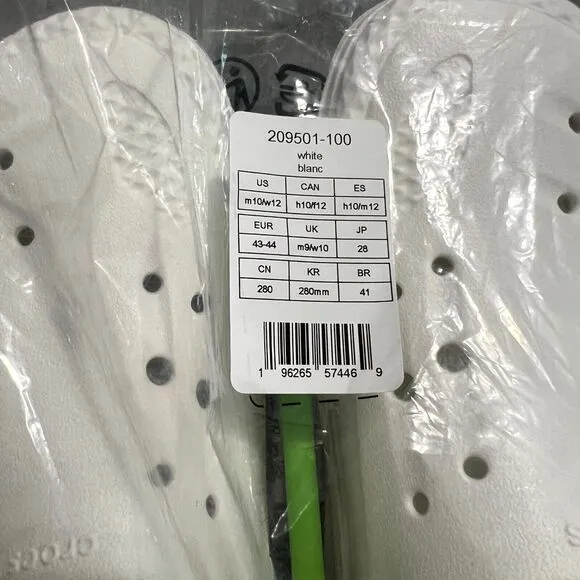 209501-100
white
blanc
US CAN ES
m10/w12 h10/f12 h10/m12
EUR UK JP
43-44 m9/w10 28
CN KR BR
280 280mm 41
1 96265 57446 9
crocs